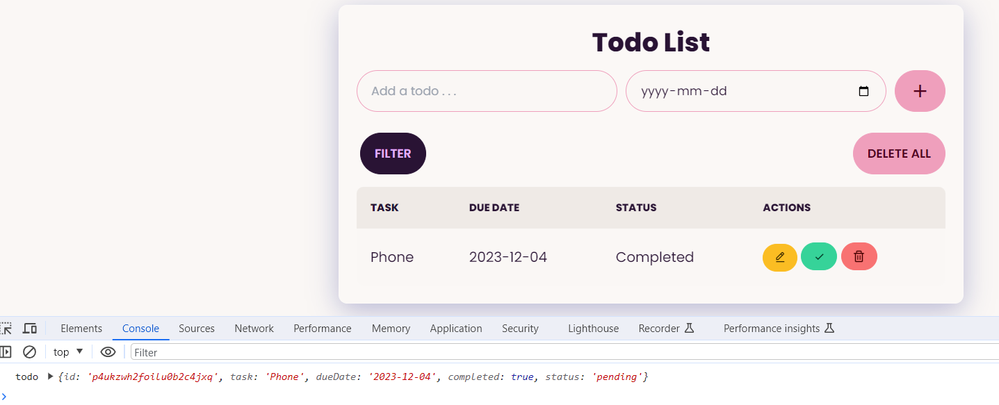 Todo List
Add a todo . . .
yyyy-mm-dd
+
FILTER
DELETE ALL
TASK DUE DATE STATUS ACTIONS
Phone 2023-12-04 Completed
Elements Console Sources Network Performance Memory Application Security Lighthouse Recorder Performance insights
top Filter
todo {id: 'p4ukzwh2foilu0b2c4jxq', task: 'Phone', dueDate: '2023-12-04', completed: true, status: 'pending'}